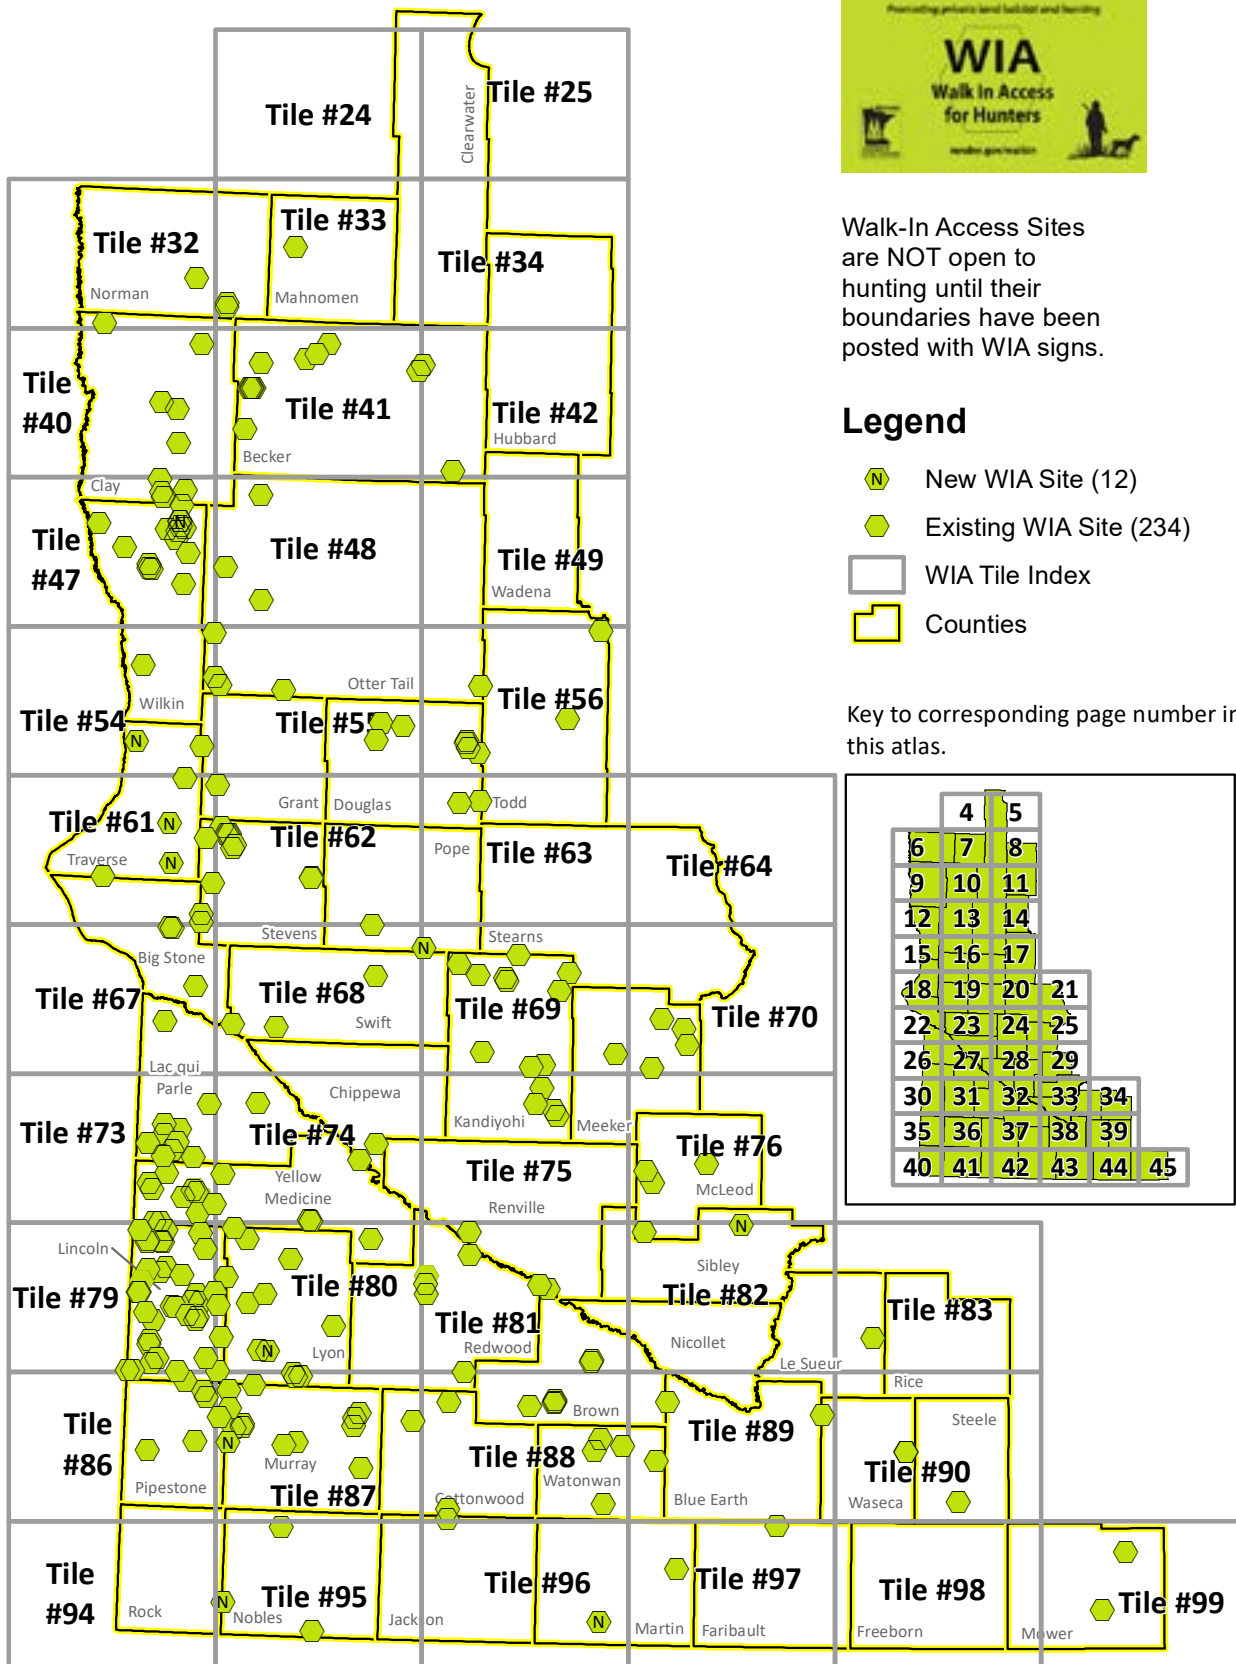 Promoting private land habitat and hunting
WIA
Walk In Access
for Hunters
Walk-In Access Sites
are NOT open to
hunting until their
boundaries have been
posted with WIA signs.
Legend
N New WIA Site (12)
Existing WIA Site (234)
WIA Tile Index
Counties
Key to corresponding page number in
this atlas.
4 5
6 7 8
9 10 11
12 13 14
15 16 17
18 19 20 21
22 23 24 25
26 27 28 29
30 31 32 33 34
35 36 37 38 39
40 41 42 43 44 45
Tile #24
Tile #25
Clearwater
Tile #32
Tile #33
Tile #34
Norman
Mahnomen
Tile
#40
Tile #41
Tile #42
Hubbard
Becker
Clay
N
Tile
#47
Tile #48
Tile #49
Wadena
Otter Tail
Wilkin
Tile #54
Tile #55
Tile #56
N
Grant
Douglas
Todd
Tile #61
N
Tile #62
Tile #63
Tile #64
Pope
Traverse
N
Stevens
Stearns
N
Big Stone
Tile #67
Tile #68
Tile #69
Tile #70
Swift
Lac qui
Parle
Chippewa
Kandiyohi
Meeker
Tile #73
Tile #74
Tile #75
Tile #76
Yellow
Medicine
McLeod
Renville
N
Lincoln
Sibley
Tile #79
Tile #80
Tile #81
Tile #82
Tile #83
Redwood
Nicollet
Lyon
N
Le Sueur
Rice
Brown
Steele
Tile
#86
N
Murray
Tile #87
Tile #88
Tile #89
Tile #90
Pipestone
Watonwan
Cottonwood
Blue Earth
Waseca
Tile
#94
Tile #95
Tile #96
Tile #97
Tile #98
Tile #99
N
N
Rock
Nobles
Jackson
Martin
Faribault
Freeborn
Mower